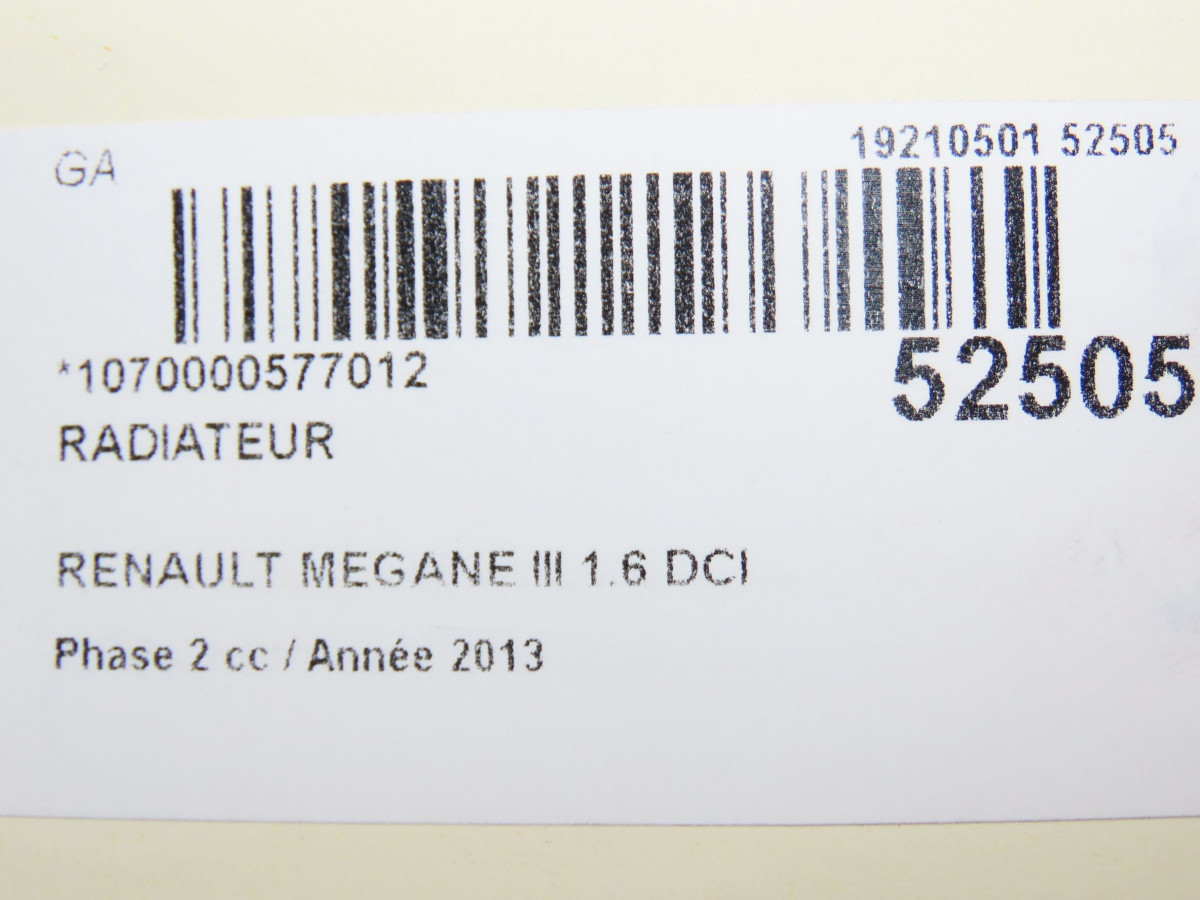 GA
19210501 52505
*1070000577012
52505
RADIATEUR
RENAULT MEGANE III 1.6 DCI
Phase 2 cc / Année 2013